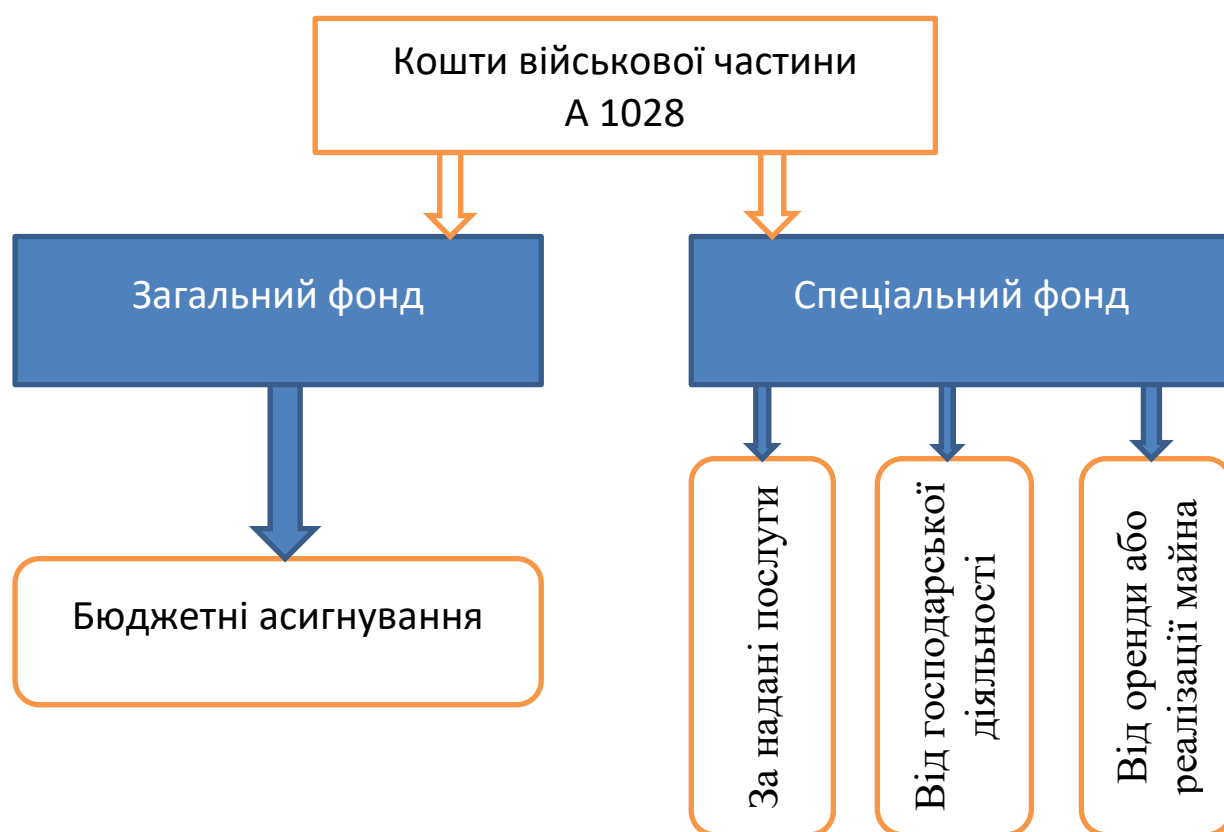 Кошти військової частини
А 1028
Загальний фонд
Спеціальний фонд
Бюджетні асигнування
За надані послуги
Від господарської
діяльності
Від оренди або
реалізації майна